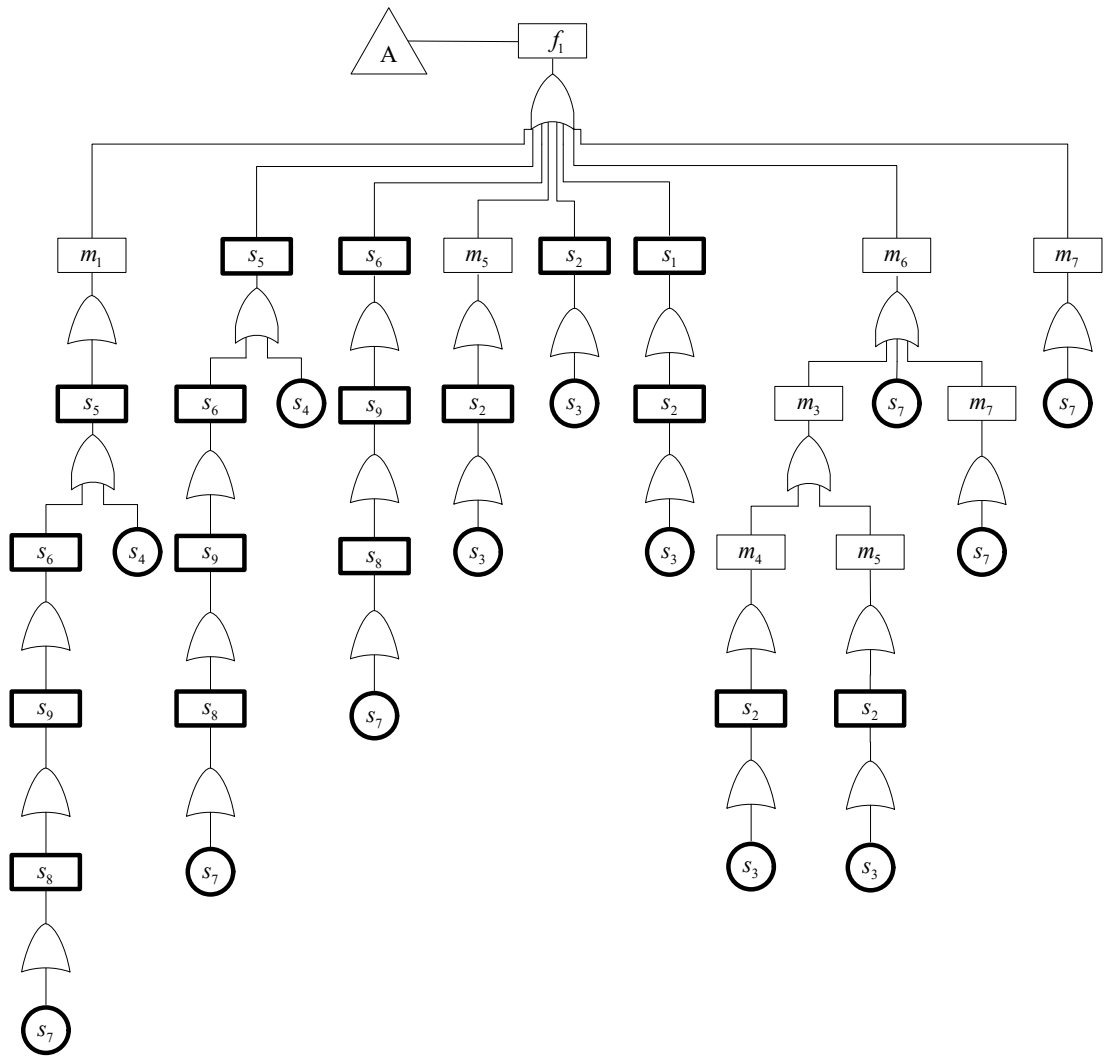 f₁
A
m₁
s₅
s₆
m₅
s₂
s₁
m₆
m₇
s₅
s₆
s₄
s₉
s₂
s₃
s₂
m₃
s₇
m₇
s₇
s₆
s₄
s₉
s₈
s₃
s₃
m₄
m₅
s₇
s₉
s₈
s₇
s₂
s₂
s₈
s₇
s₃
s₃
s₇